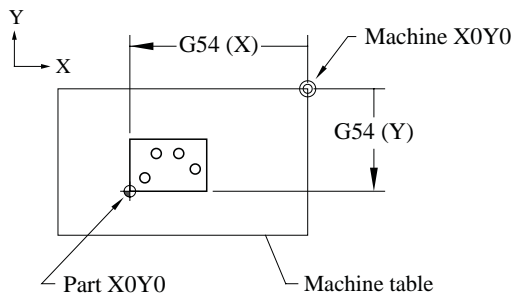 Y
X
G54 (X)
Machine X0Y0
G54 (Y)
Part X0Y0
Machine table